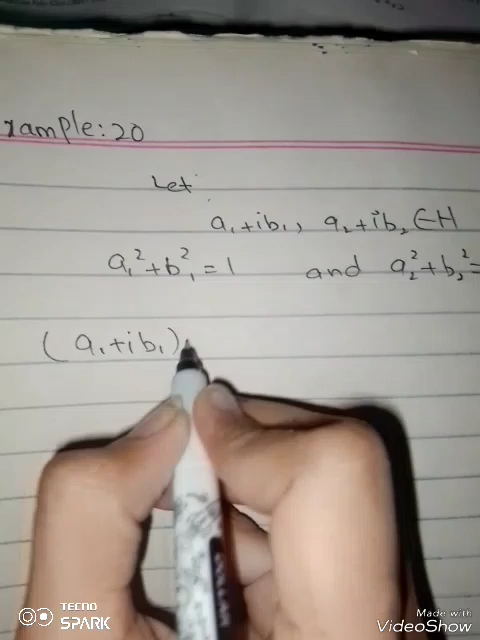 xample: 20
Let
a₁+ib₁, a₂+ib₂ ∈ H
a₁²+b₁²=1 and a₂²+b₂²=
(a₁+ib₁)
TECNO
SPARK
Made with
VideoShow